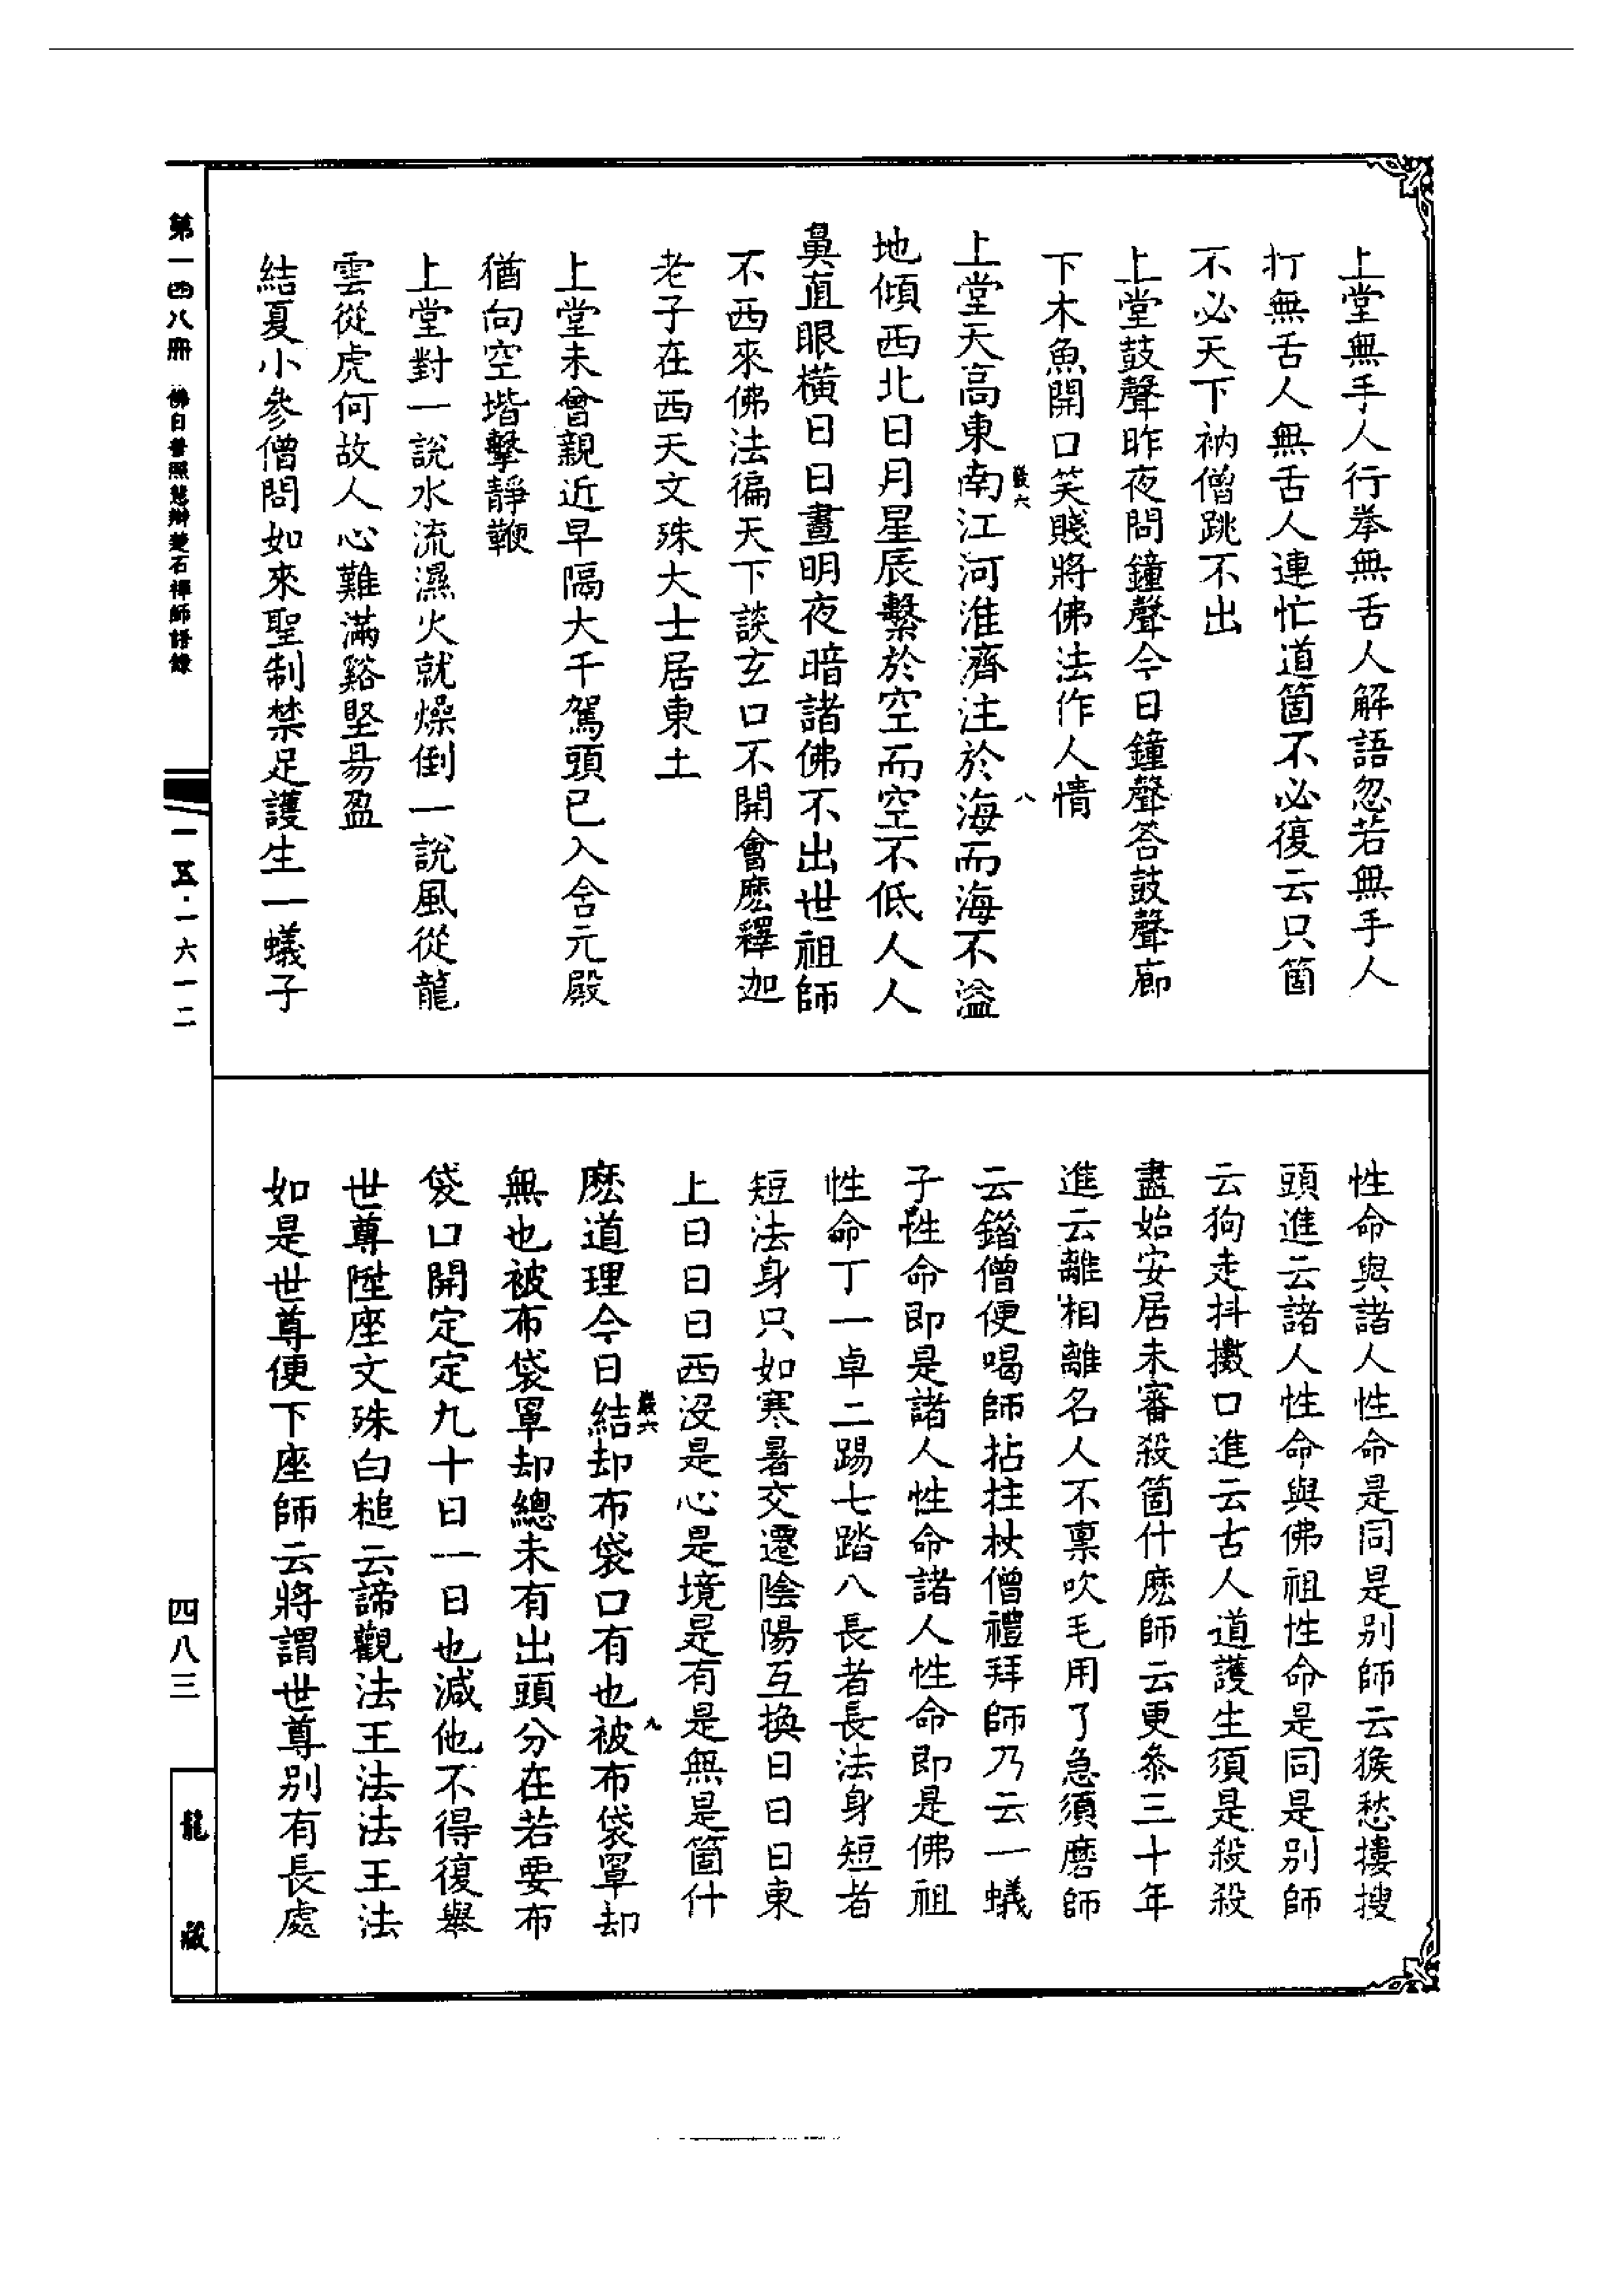 上堂無手人行拳無舌人解語忽若無手人
打無舌人無舌人連忙道箇不必復云只箇
不必天下衲僧跳不出
上堂鼓聲昨夜問鐘聲今日鐘聲答鼓聲廊
下木魚開口笑賤將佛法作人情
巖六
八
上堂天高東南江河淮濟注於海而海不溢
地傾西北日月星辰繫於空而空不低人人
鼻直眼橫日日晝明夜暗諸佛不出世祖師
不西來佛法徧天下談玄口不開會麽釋迦
老子在西天文殊大士居東土
上堂未曾親近早隔大千駕頭已入含元殿
猶向空堦擊靜鞭
上堂對一說水流濕火就燥倒一說風從龍
雲從虎何故人心難滿谿壑易盈
結夏小參僧問如來聖制禁足護生一蟻子
性命與諸人性命是同是別師云猴愁摟搜
頭進云諸人性命與佛祖性命是同是別師
云狗走抖擻口進云古人道護生須是殺殺
盡始安居未審殺箇什麽師云更參三十年
進云離相離名人不稟吹毛用了急須磨師
云鐺僧便喝師拈拄杖僧禮拜師乃云一蟻
子性命即是諸人性命諸人性命即是佛祖
性命丁一卓二踢七踏八長者長法身短者
短法身只如寒暑交遷陰陽互換日日日東
上日日日西沒是心是境是有是無是箇什
麽道理今日結却布袋口有也被布袋罩却
巖六
九
無也被布袋罩却總未有出頭分在若要布
袋口開定定九十日一日也減他不得復舉
世尊陞座文殊白槌云諦觀法王法法王法
如是世尊便下座師云將謂世尊別有長處
第一四八冊 佛日普照慧辯楚石禪師語錄
一五·一六一二
四八三
龍藏